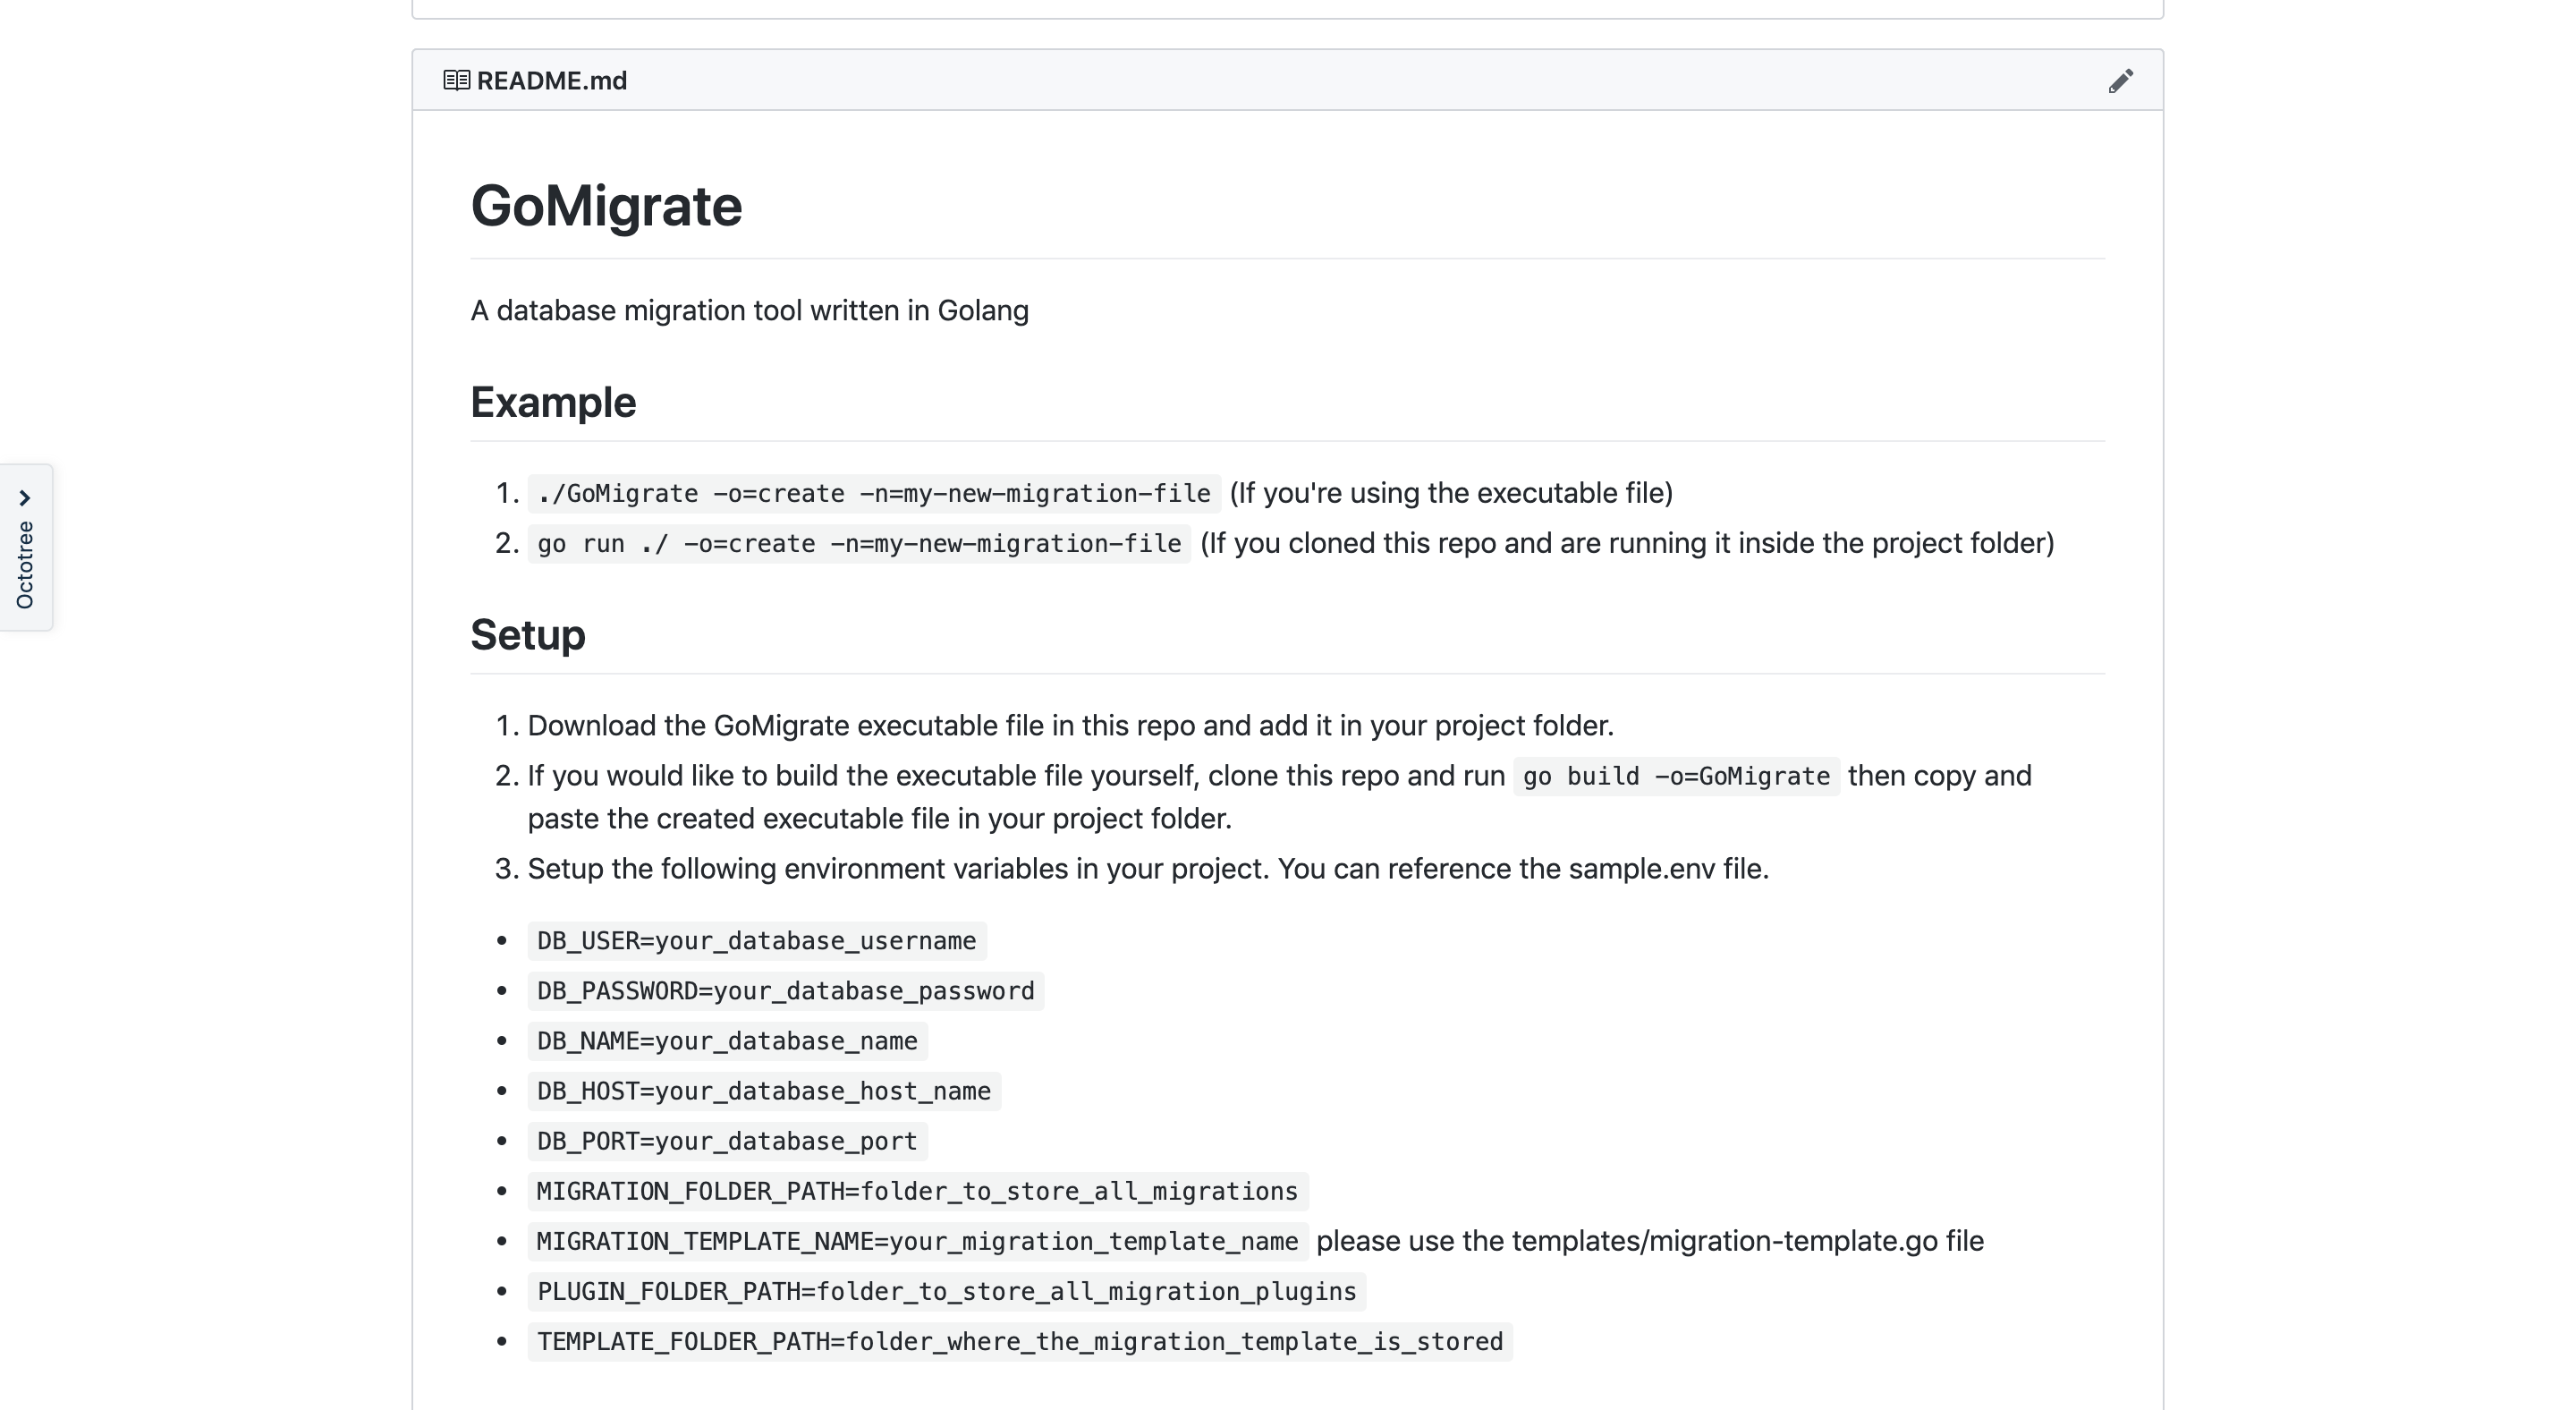 README.md
GoMigrate
A database migration tool written in Golang
Example
1. ./GoMigrate -o=create -n=my-new-migration-file (If you're using the executable file)
2. go run ./ -o=create -n=my-new-migration-file (If you cloned this repo and are running it inside the project folder)
Octotree
Setup
1. Download the GoMigrate executable file in this repo and add it in your project folder.
2. If you would like to build the executable file yourself, clone this repo and run go build -o=GoMigrate then copy and
paste the created executable file in your project folder.
3. Setup the following environment variables in your project. You can reference the sample.env file.
• DB_USER=your_database_username
• DB_PASSWORD=your_database_password
• DB_NAME=your_database_name
• DB_HOST=your_database_host_name
• DB_PORT=your_database_port
• MIGRATION_FOLDER_PATH=folder_to_store_all_migrations
• MIGRATION_TEMPLATE_NAME=your_migration_template_name please use the templates/migration-template.go file
• PLUGIN_FOLDER_PATH=folder_to_store_all_migration_plugins
• TEMPLATE_FOLDER_PATH=folder_where_the_migration_template_is_stored